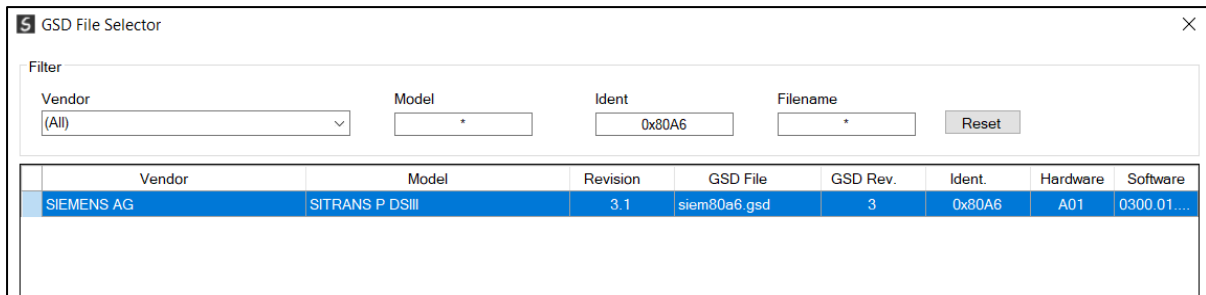 S GSD File Selector
Filter
Vendor Model Ident Filename
(All) * 0x80A6 * Reset
Vendor Model Revision GSD File GSD Rev. Ident. Hardware Software
SIEMENS AG SITRANS P DSIII 3.1 siem80a6.gsd 3 0x80A6 A01 0300.01....